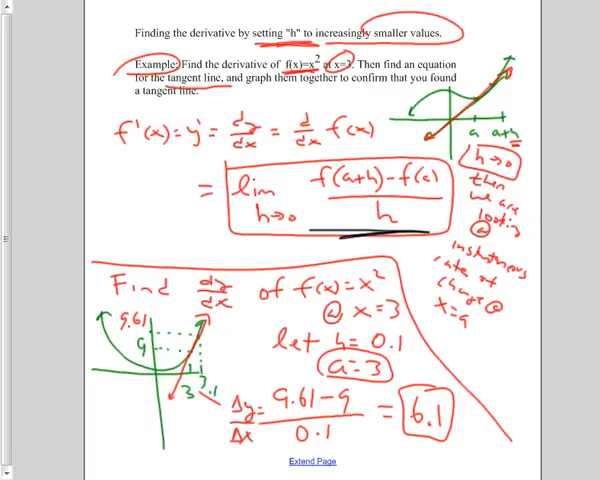 Finding the derivative by setting "h" to increasingly smaller values.
Example: Find the derivative of f(x)=x² at x=3. Then find an equation
for the tangent line, and graph them together to confirm that you found
a tangent line.
f'(x) = y' = dy/dx = d/dx f(x)
= lim h→0 f(a+h) - f(a) / h
a a+h
h→0
then
we are
looking
@
instantaneous
rate of
change @
x=a
Find dy/dx of f(x) = x²
@ x = 3
let h = 0.1
a = 3
9.61
9
3 3.1
Δy/Δx = 9.61 - 9 / 0.1 = 6.1
Extend Page